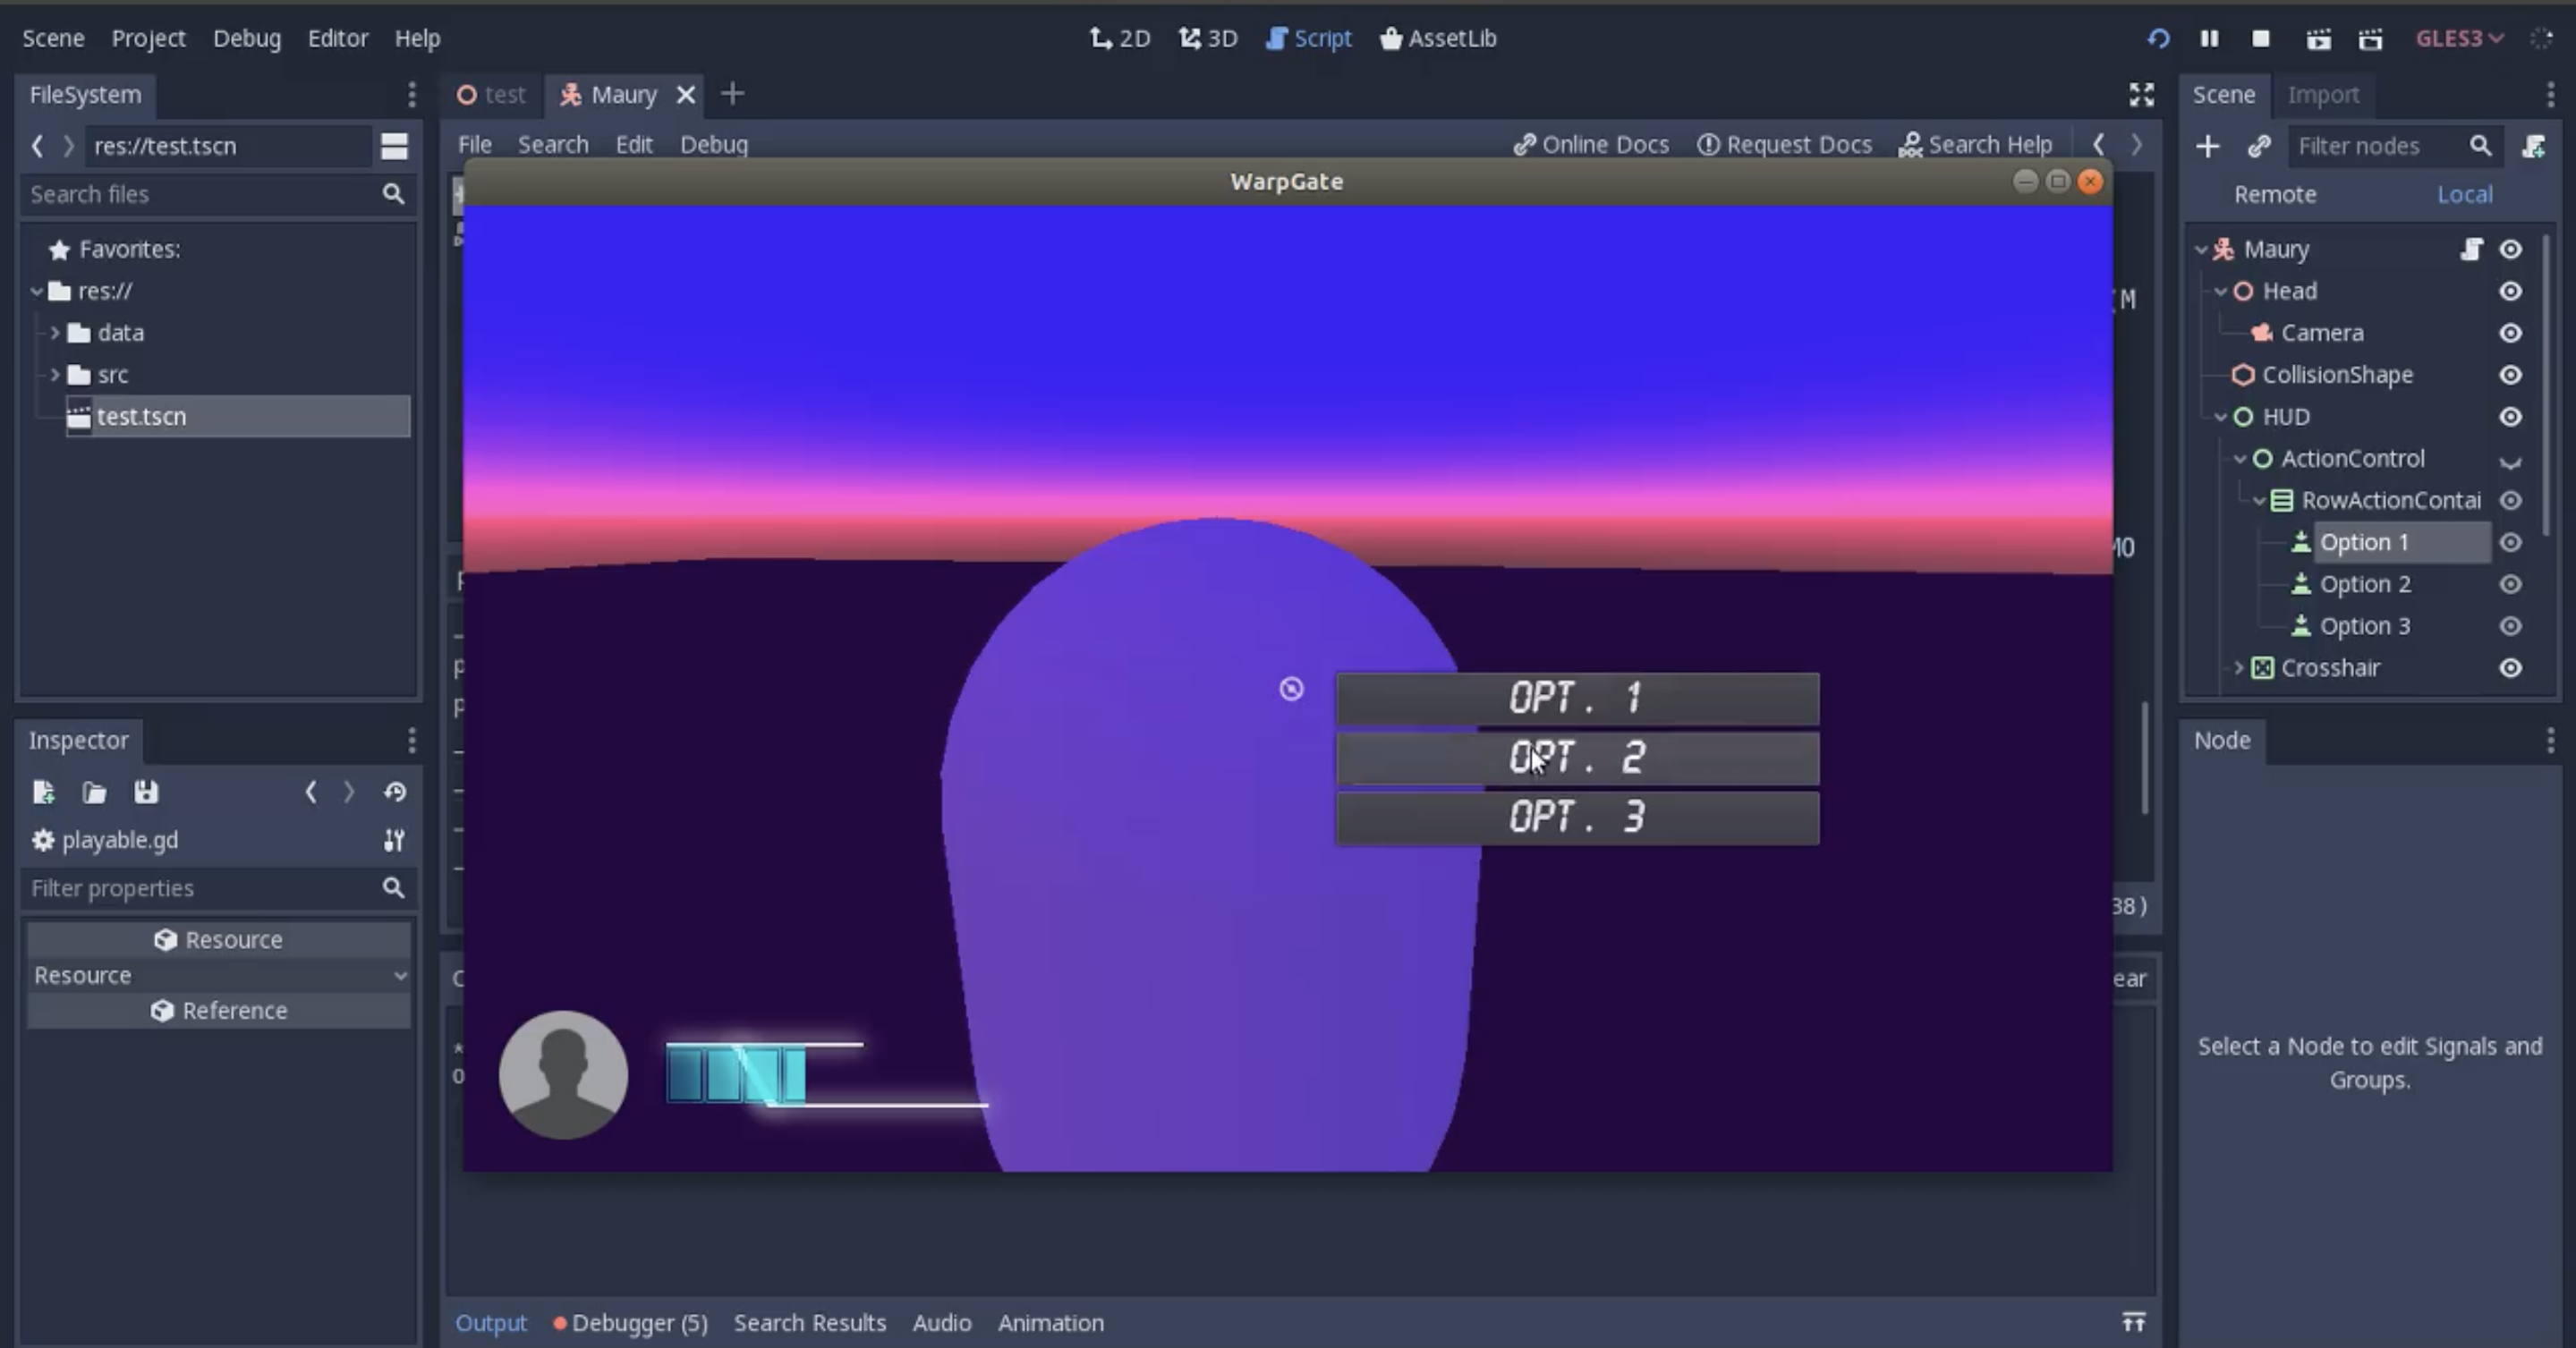 Scene Project Debug Editor Help 2D 3D Script AssetLib GLES3
FileSystem
res://test.tscn
Search files
Favorites:
res://
data
src
test.tscn
Inspector
playable.gd
Filter properties
Resource
Resource
Reference
test Maury
File Search Edit Debug Online Docs Request Docs Search Help
WarpGate
OPT. 1
OPT. 2
OPT. 3
38)
ear
Output Debugger (5) Search Results Audio Animation
Scene Import
Filter nodes
Remote Local
Maury
Head
Camera
CollisionShape
HUD
ActionControl
RowActionContai
Option 1
Option 2
Option 3
Crosshair
Node
Select a Node to edit Signals and
Groups.